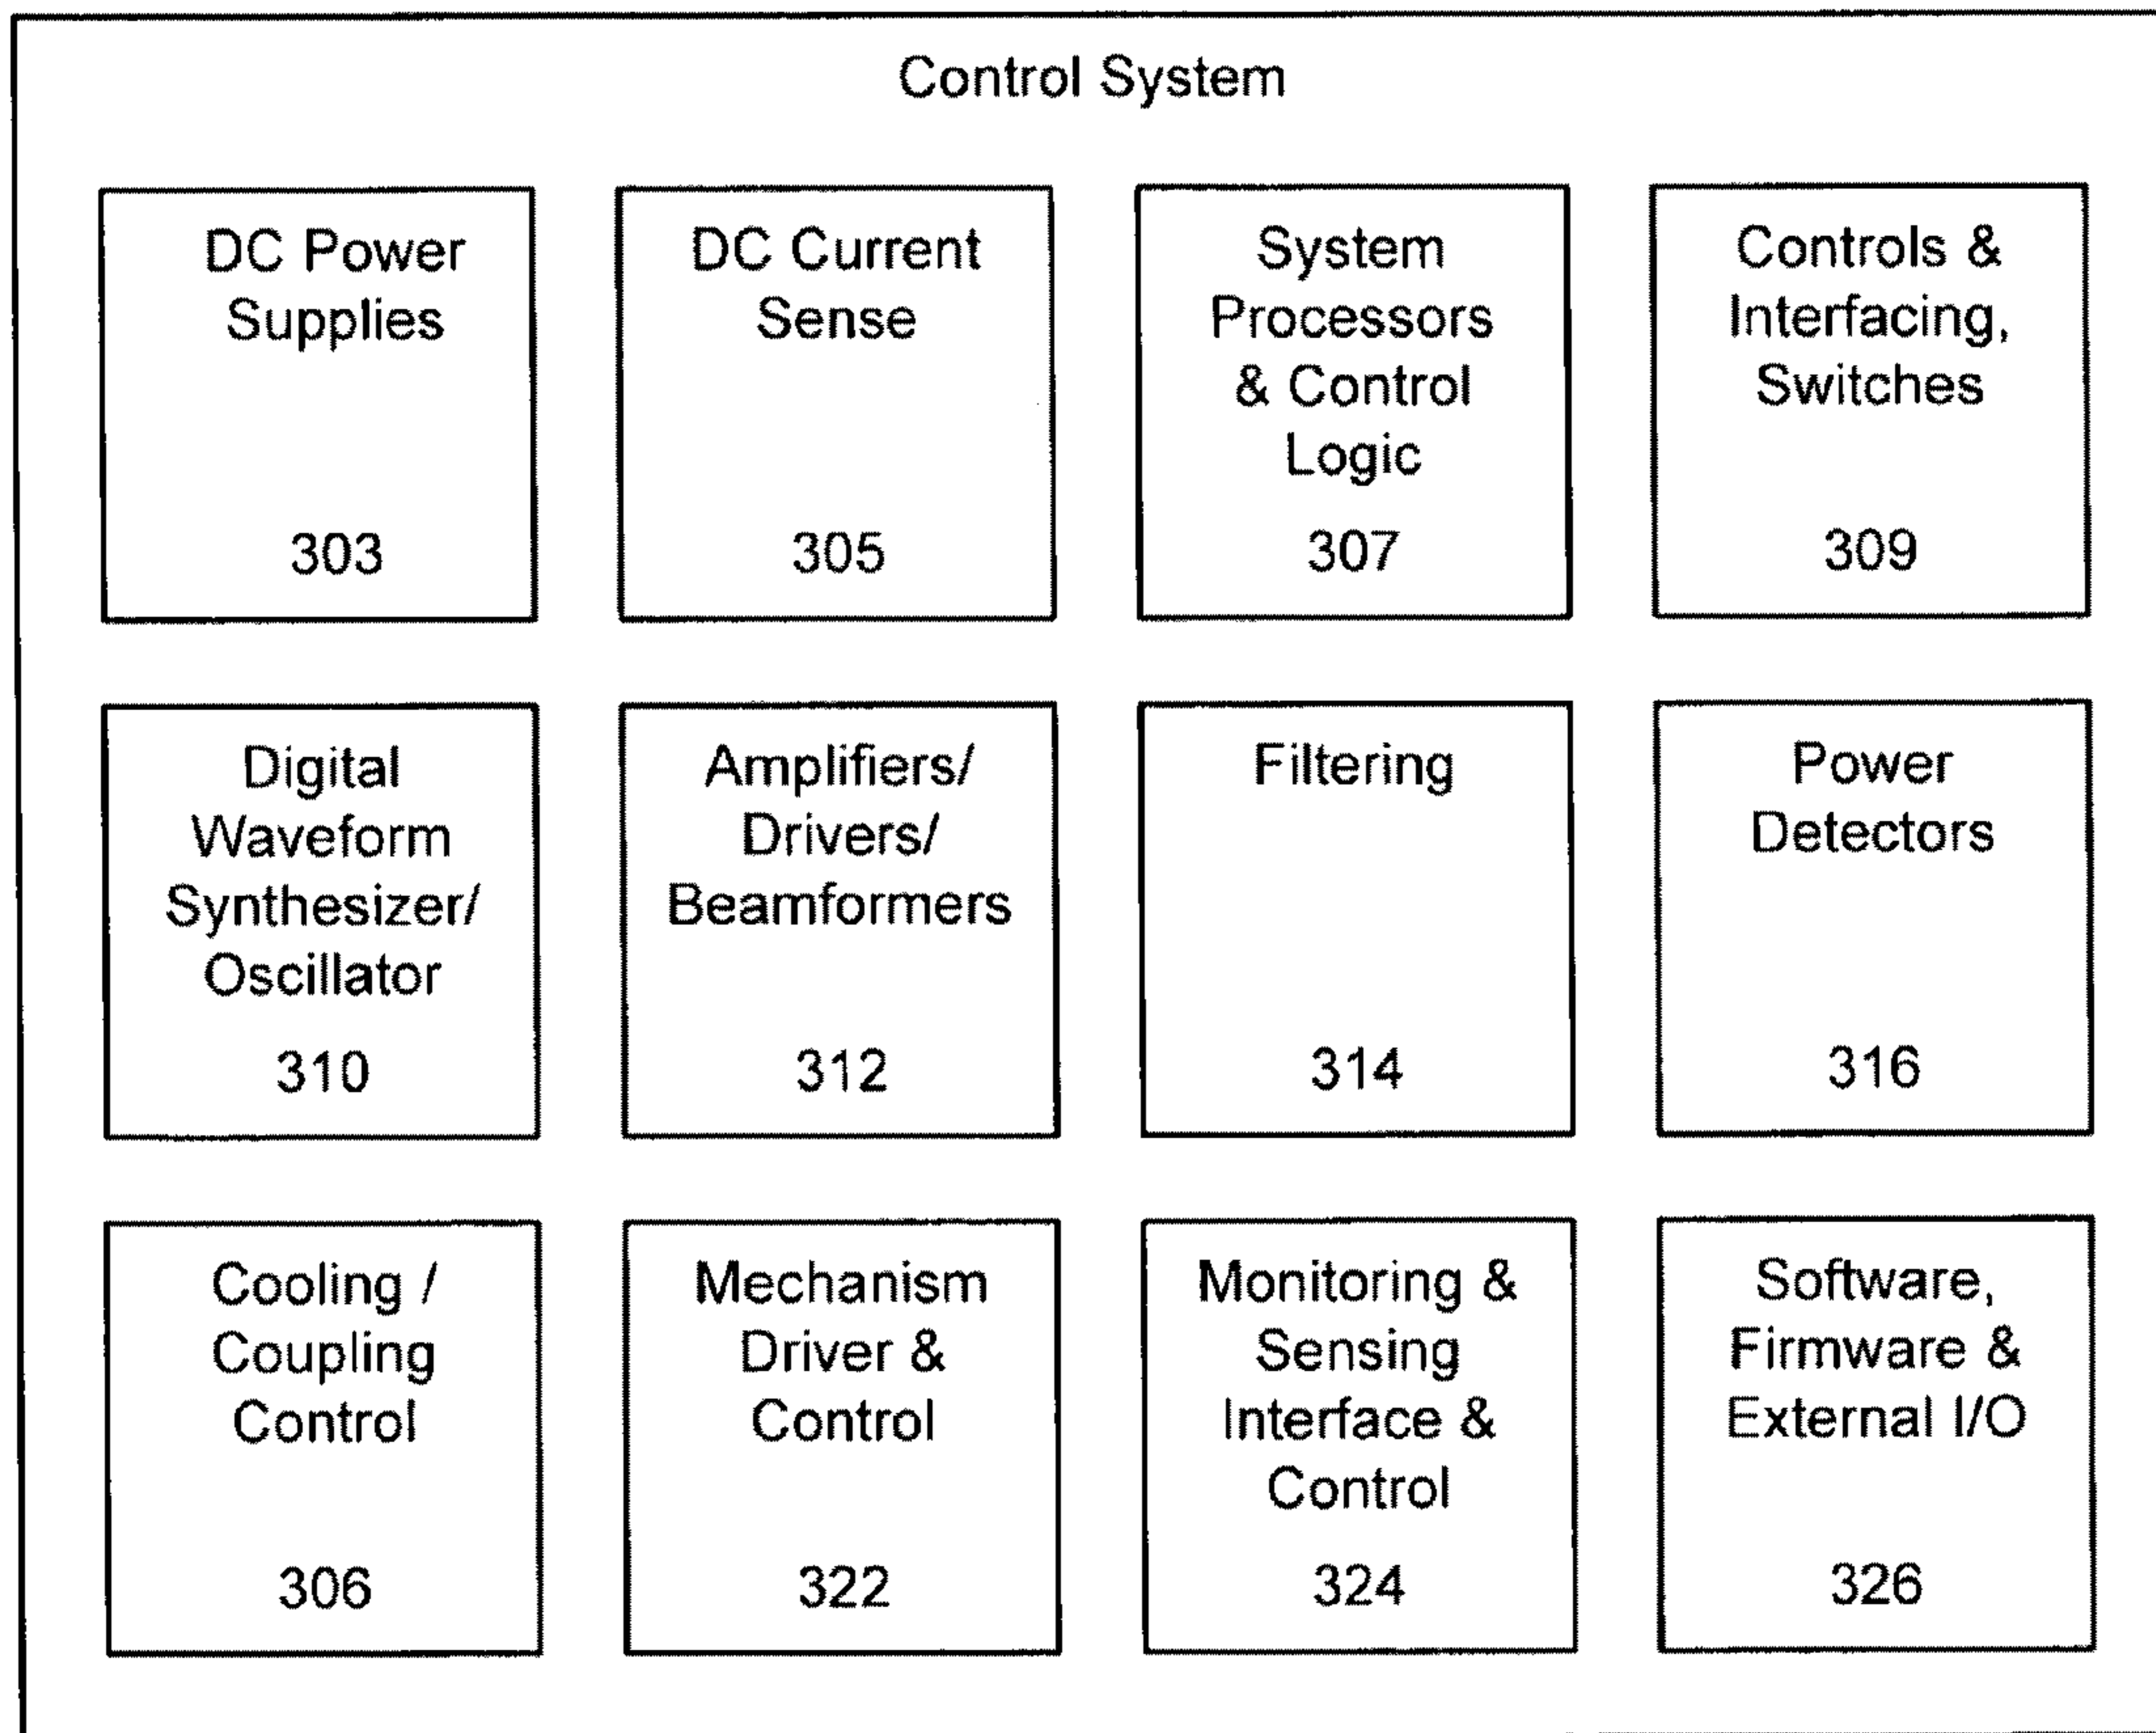 Control System
DC Power
Supplies
303
DC Current
Sense
305
System
Processors
& Control
Logic
307
Controls &
Interfacing,
Switches
309
Digital
Waveform
Synthesizer/
Oscillator
310
Amplifiers/
Drivers/
Beamformers
312
Filtering
314
Power
Detectors
316
Cooling /
Coupling
Control
306
Mechanism
Driver &
Control
322
Monitoring &
Sensing
Interface &
Control
324
Software,
Firmware &
External I/O
326